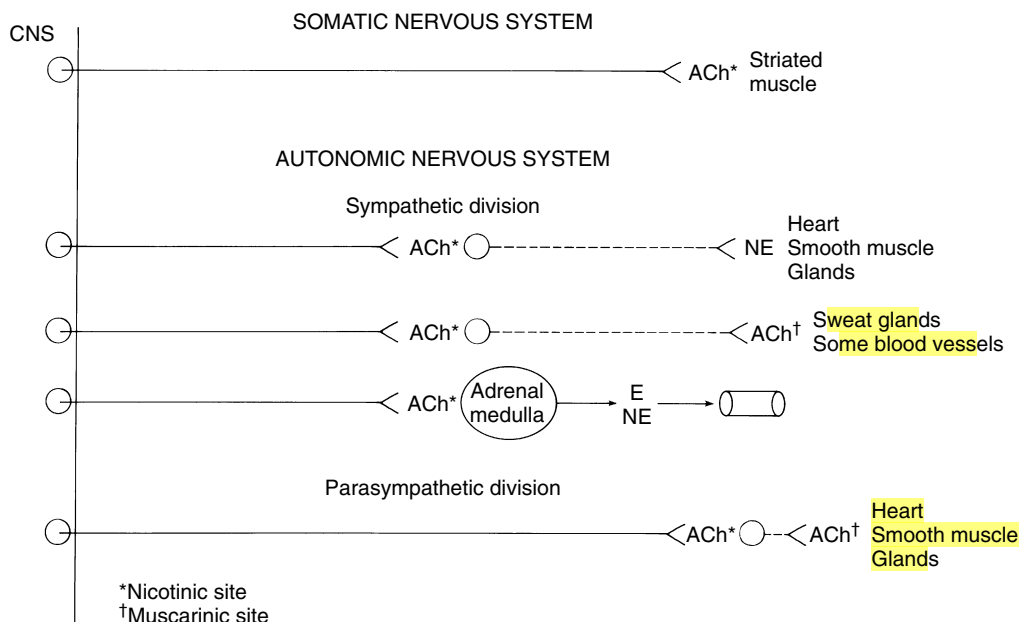 SOMATIC NERVOUS SYSTEM
CNS
ACh* Striated
muscle
AUTONOMIC NERVOUS SYSTEM
Sympathetic division
ACh* NE Heart
Smooth muscle
Glands
ACh* ACh† Sweat glands
Some blood vessels
ACh* Adrenal
medulla
E
NE
Parasympathetic division
ACh* ACh† Heart
Smooth muscle
Glands
*Nicotinic site
†Muscarinic site